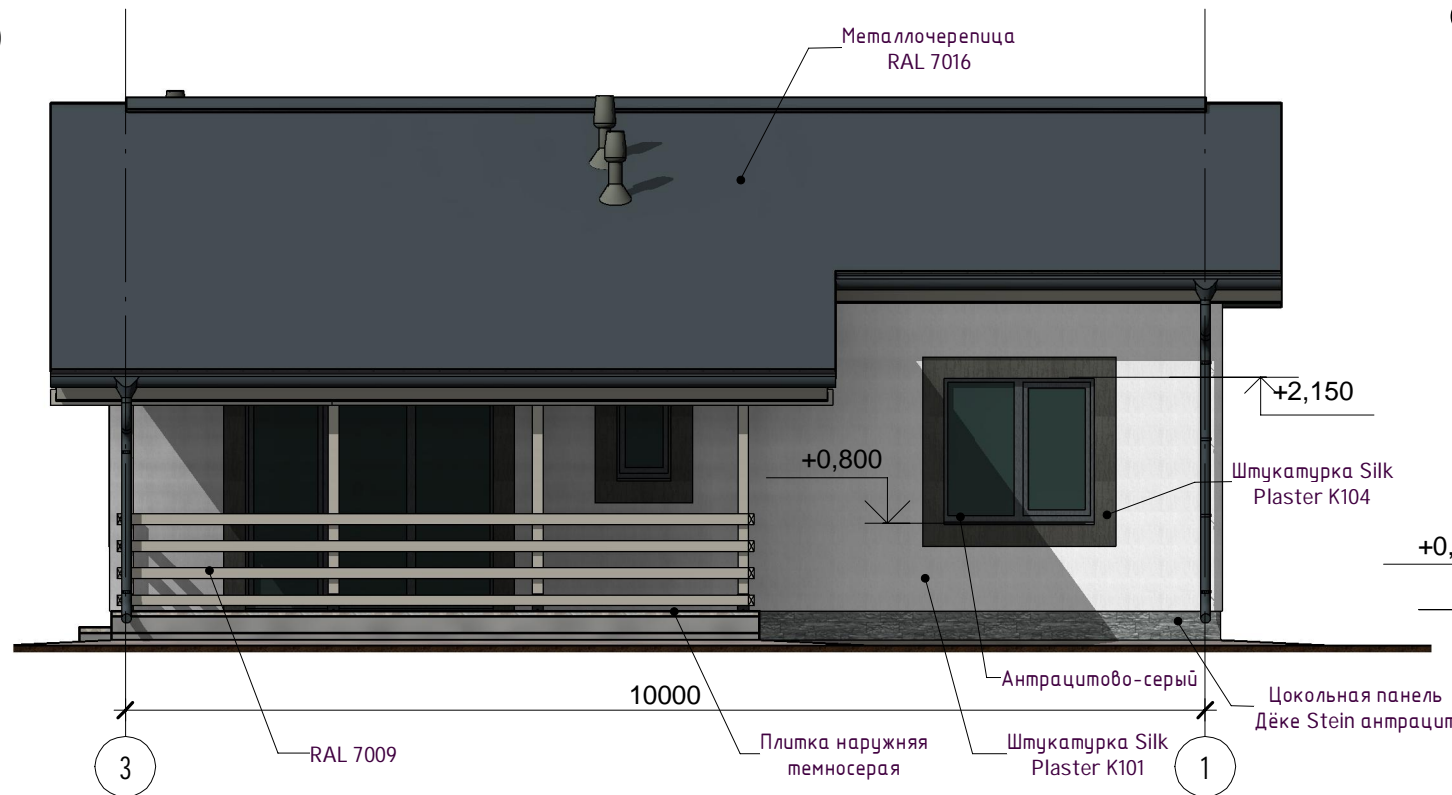 Металлочерепица
RAL 7016
+2,150
+0,800
Штукатурка Silk
Plaster K104
+0,
Антрацитово-серый
10000
Цокольная панель
Дёке Stein антрацит
RAL 7009
Плитка наружняя
темносерая
Штукатурка Silk
Plaster K101
3
1